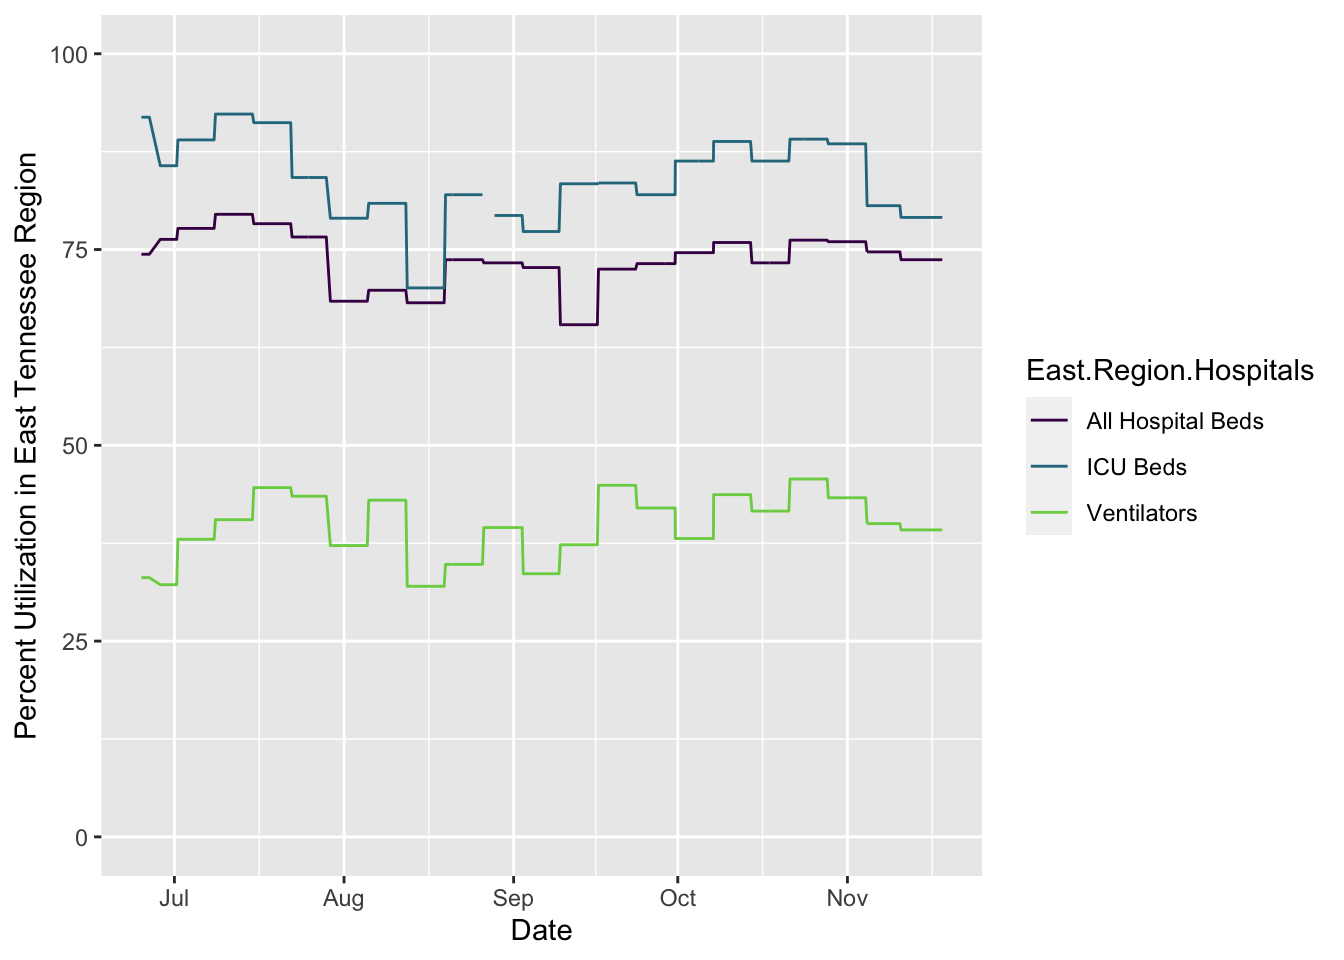 Percent Utilization in East Tennessee Region
100
75
50
25
0
Jul Aug Sep Oct Nov
Date
East.Region.Hospitals
All Hospital Beds
ICU Beds
Ventilators